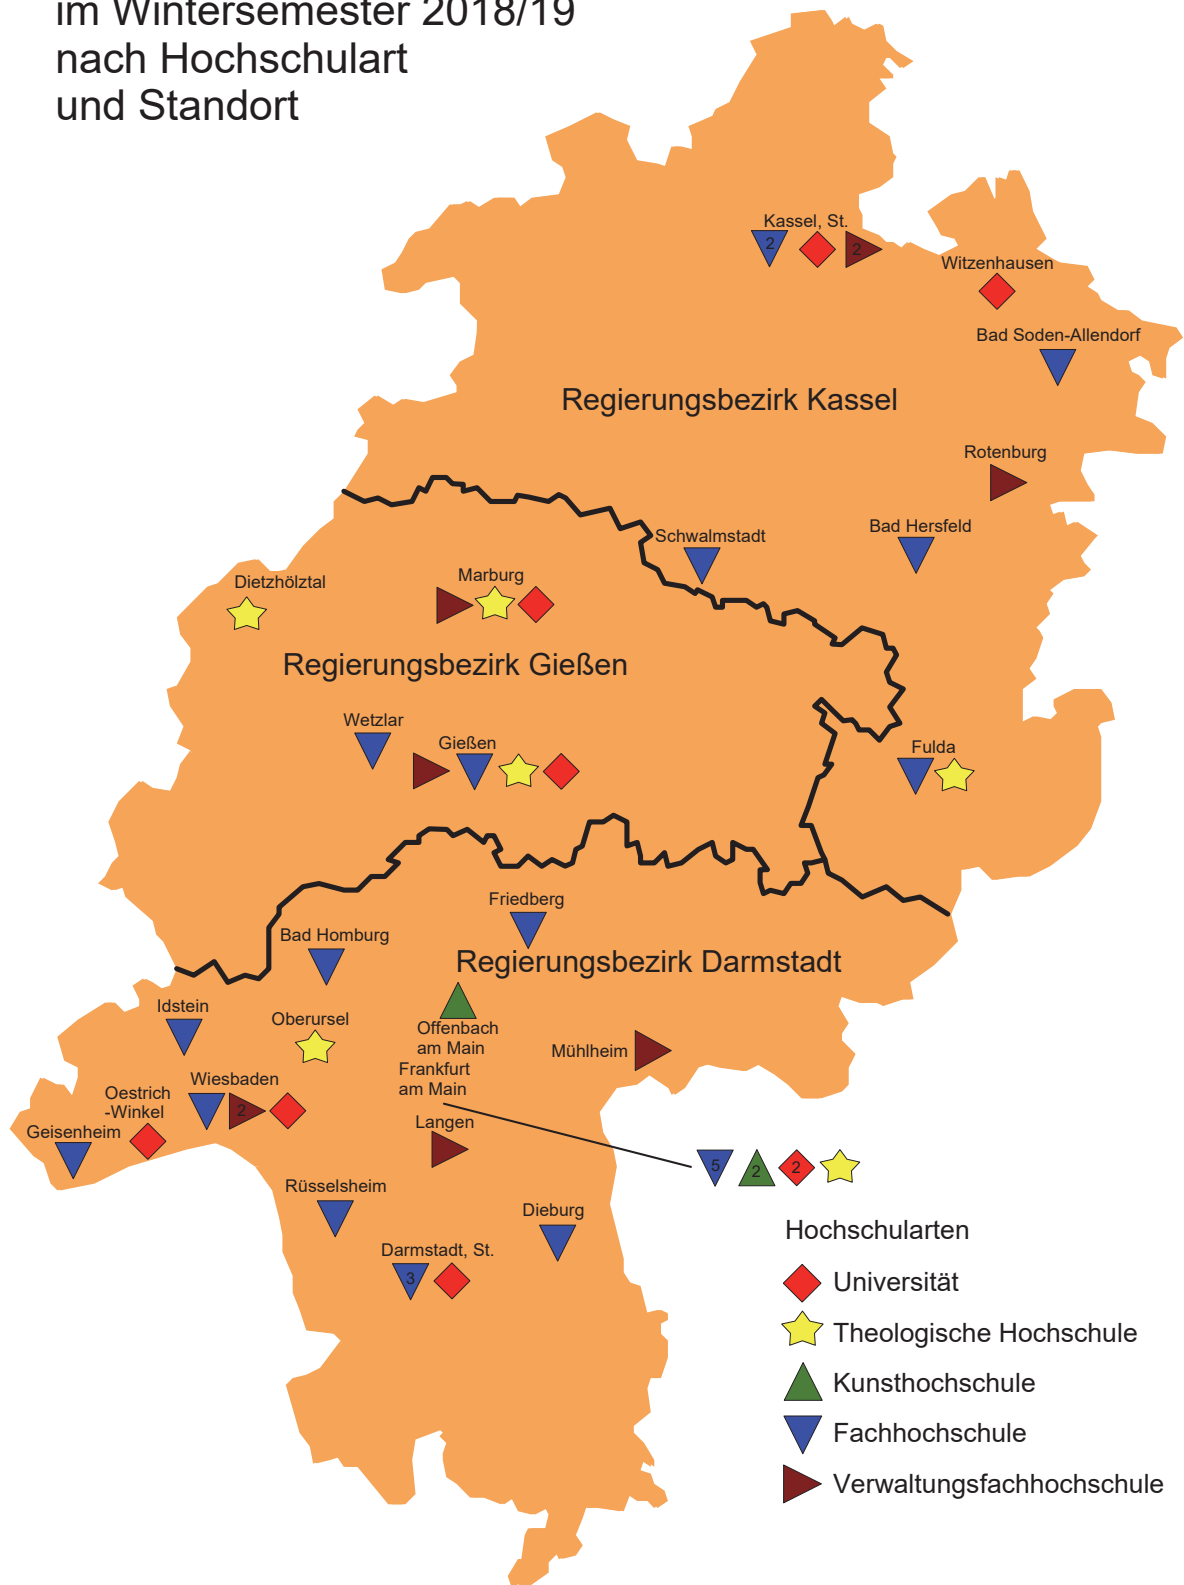 im Wintersemester 2018/19
nach Hochschulart
und Standort
Kassel, St.
2
2
Witzenhausen
Bad Soden-Allendorf
Regierungsbezirk Kassel
Rotenburg
Bad Hersfeld
Schwalmstadt
Dietzhölztal
Marburg
Regierungsbezirk Gießen
Wetzlar
Gießen
Fulda
Friedberg
Bad Homburg
Regierungsbezirk Darmstadt
Idstein
Oberursel
Offenbach
am Main
Mühlheim
Frankfurt
am Main
Wiesbaden
2
Oestrich
-Winkel
Geisenheim
Langen
5
2
2
Rüsselsheim
Dieburg
Darmstadt, St.
3
Hochschularten
Universität
Theologische Hochschule
Kunsthochschule
Fachhochschule
Verwaltungsfachhochschule